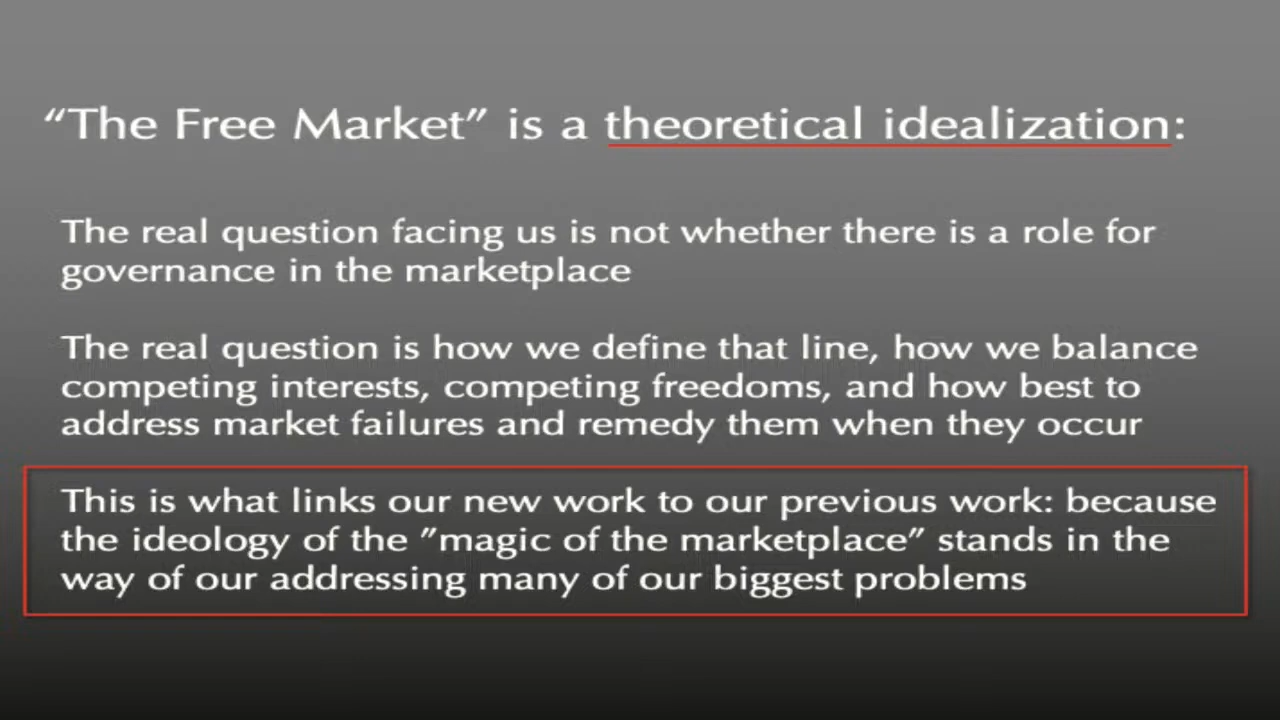 “The Free Market” is a theoretical idealization:
The real question facing us is not whether there is a role for
governance in the marketplace
The real question is how we define that line, how we balance
competing interests, competing freedoms, and how best to
address market failures and remedy them when they occur
This is what links our new work to our previous work: because
the ideology of the ”magic of the marketplace” stands in the
way of our addressing many of our biggest problems